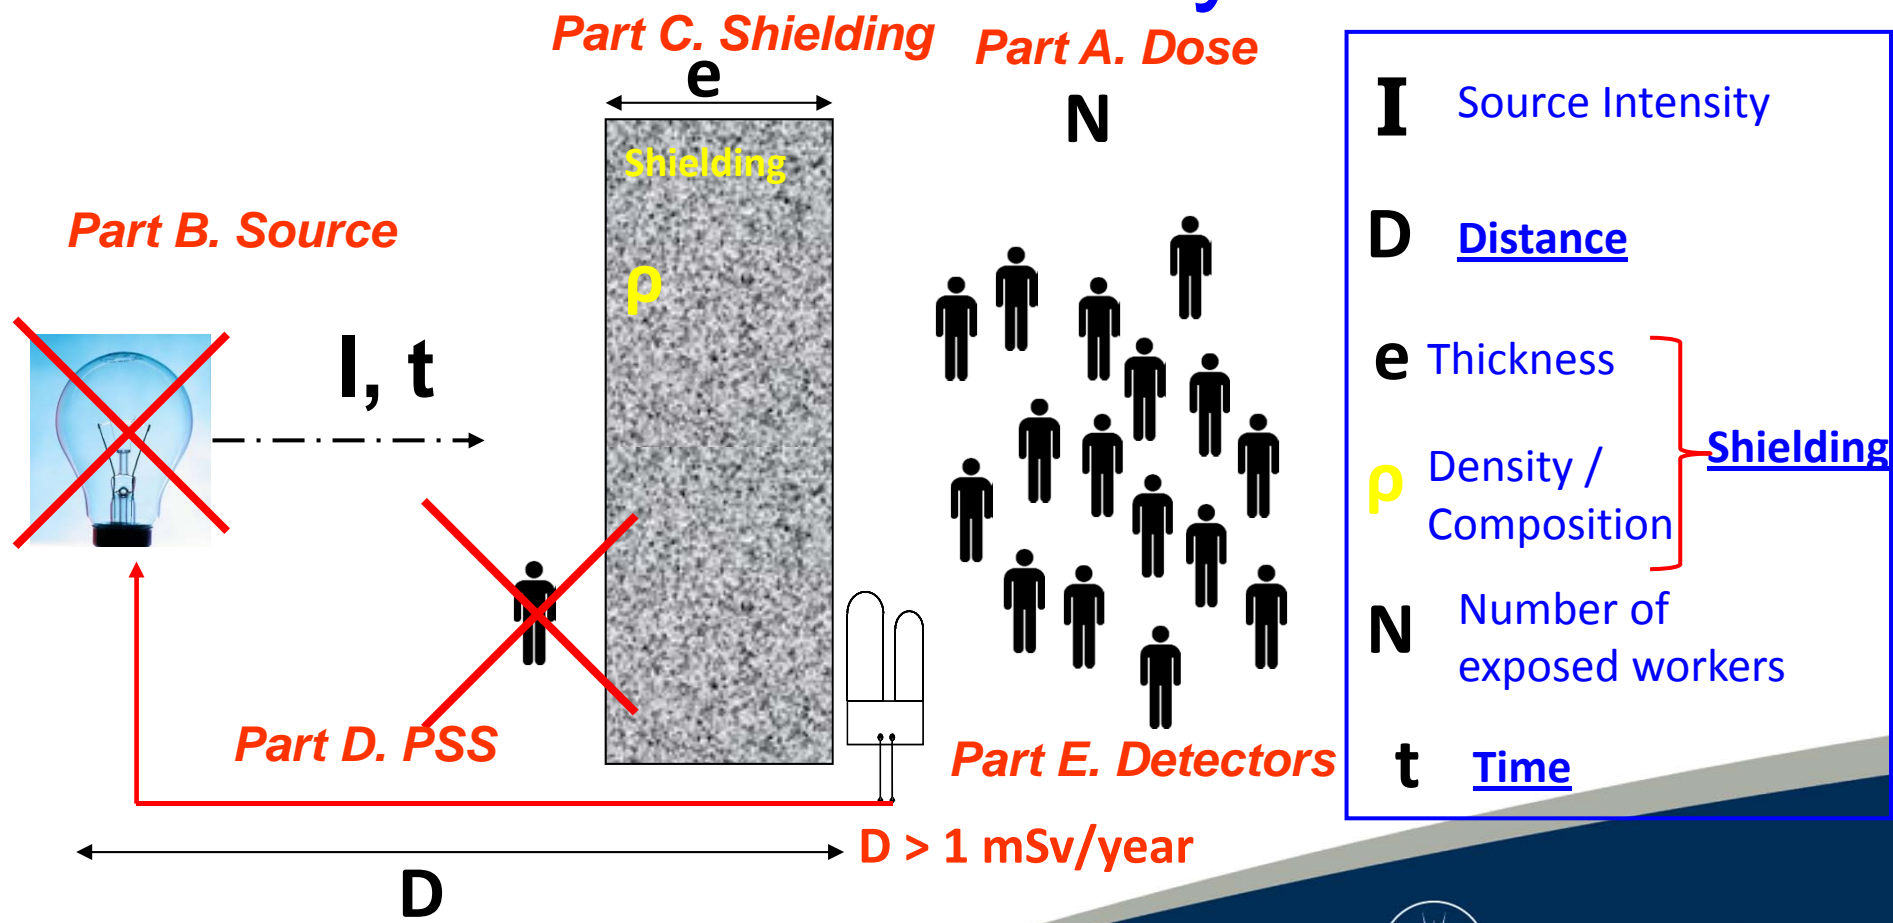 y
Part C. Shielding
Part A. Dose
e
N
Shielding
ρ
Part B. Source
I, t
Part D. PSS
Part E. Detectors
D > 1 mSv/year
D
I Source Intensity
D Distance
e Thickness
ρ Density /
Composition
Shielding
N Number of
exposed workers
t Time